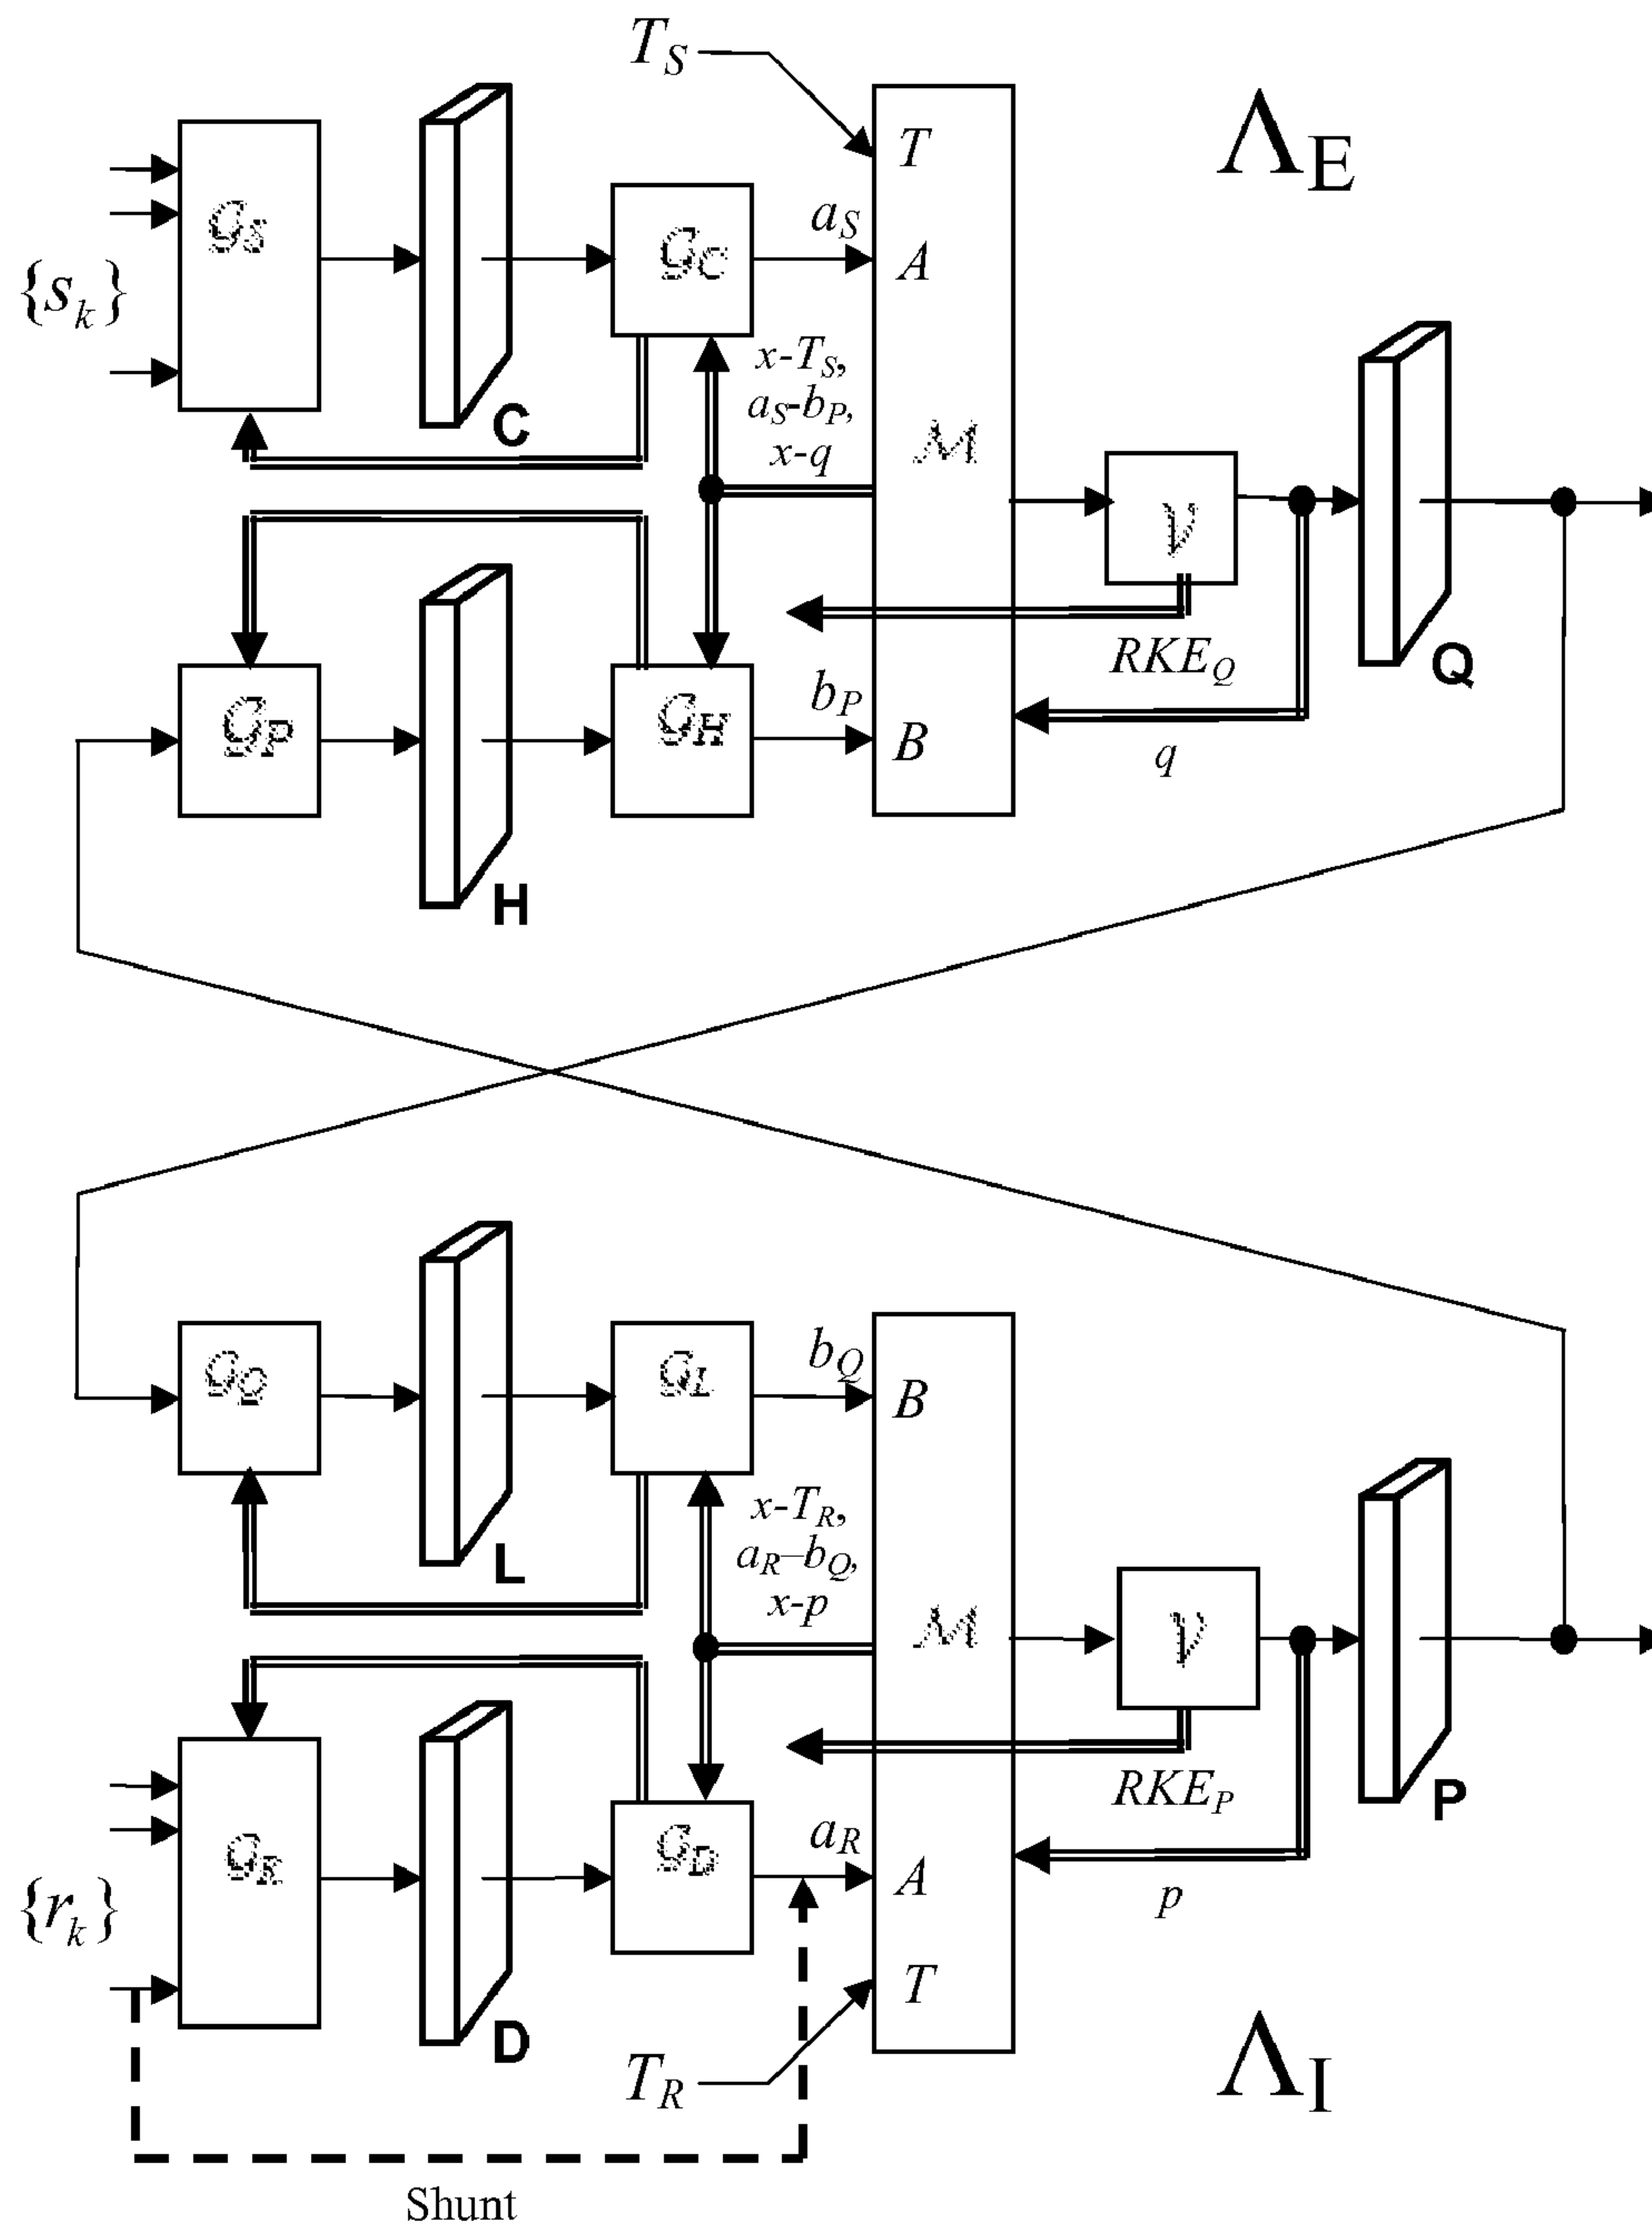 T_S
Λ_E
T
a_S
𝒢_S
𝒢_C
A
{s_k}
x-T_S,
a_S-b_P,
x-q
C
ℳ
𝒱
RKE_Q
Q
b_P
𝒢_P
𝒢_H
B
q
H
b_Q
𝒢_Q
𝒢_L
B
x-T_R,
a_R–b_Q,
x-p
L
ℳ
𝒱
RKE_P
P
a_R
𝒢_R
𝒢_D
A
p
{r_k}
T
D
T_R
Λ_I
Shunt